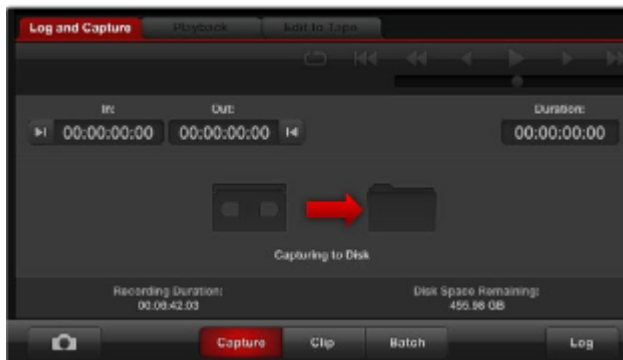 Log and Capture Playback Edit to Tape
In: Out: Duration:
00:00:00:00 00:00:00:00 00:00:00:00
Capturing to Disk
Recording Duration: Disk Space Remaining:
00:08:42:03 455.98 GB
Capture Clip Batch Log